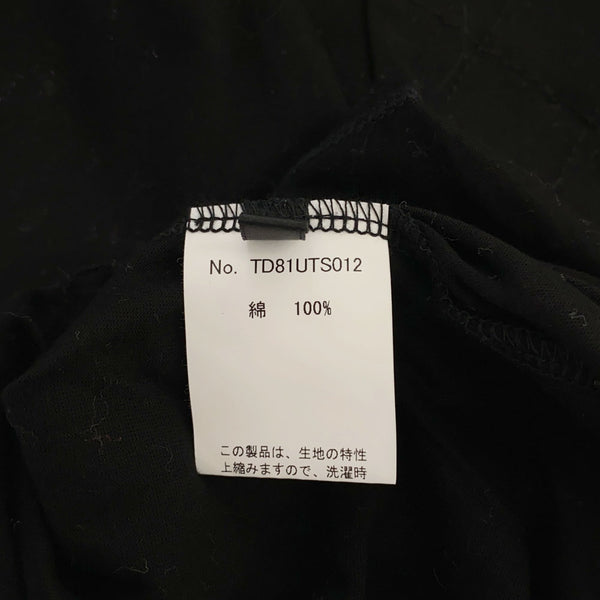 No. TD81UTS012
綿 100%
この製品は、生地の特性
上縮みますので、洗濯時